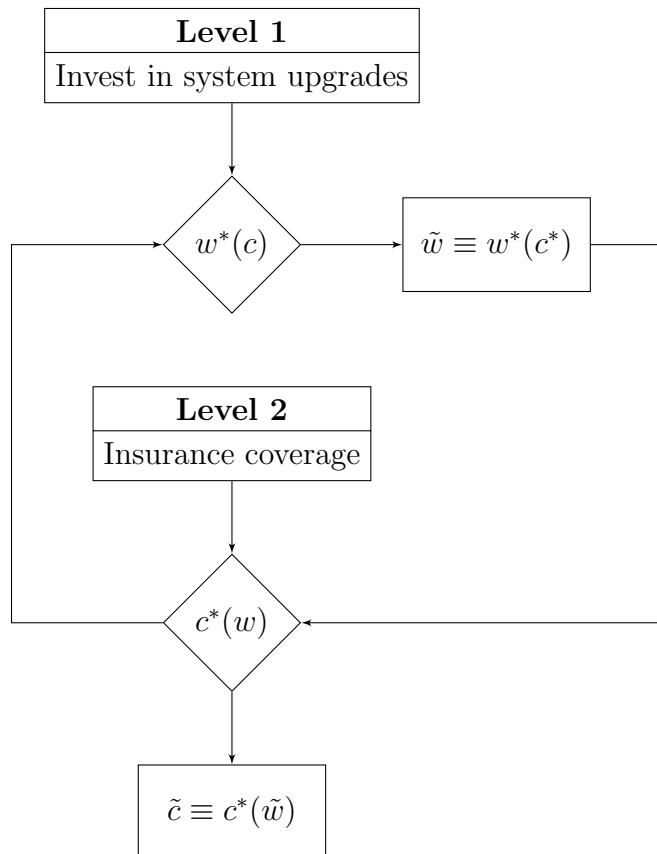 Level 1
Invest in system upgrades
w*(c)
w̃ ≡ w*(c*)
Level 2
Insurance coverage
c*(w)
c̃ ≡ c*(w̃)